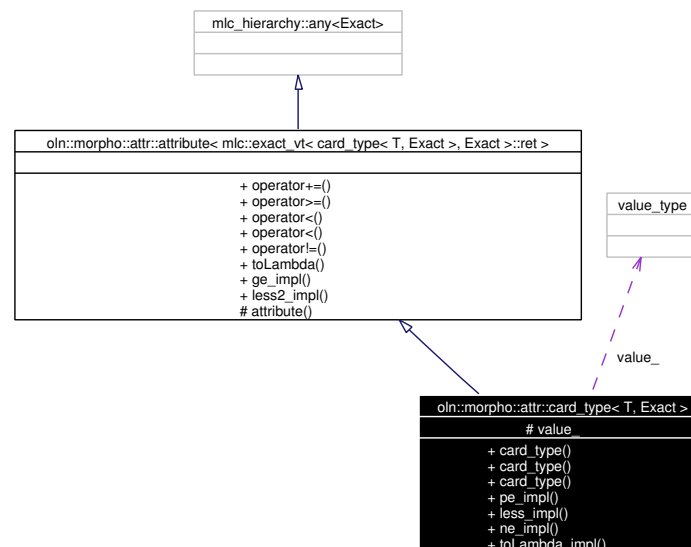 mlc_hierarchy::any<Exact>
oln::morpho::attr::attribute< mlc::exact_vt< card_type< T, Exact >, Exact >::ret >
+ operator+=()
+ operator>=()
+ operator<()
+ operator<()
+ operator!=()
+ toLambda()
+ ge_impl()
+ less2_impl()
# attribute()
value_type
value_
oln::morpho::attr::card_type< T, Exact >
# value_
+ card_type()
+ card_type()
+ card_type()
+ pe_impl()
+ less_impl()
+ ne_impl()
+ toLambda_impl()